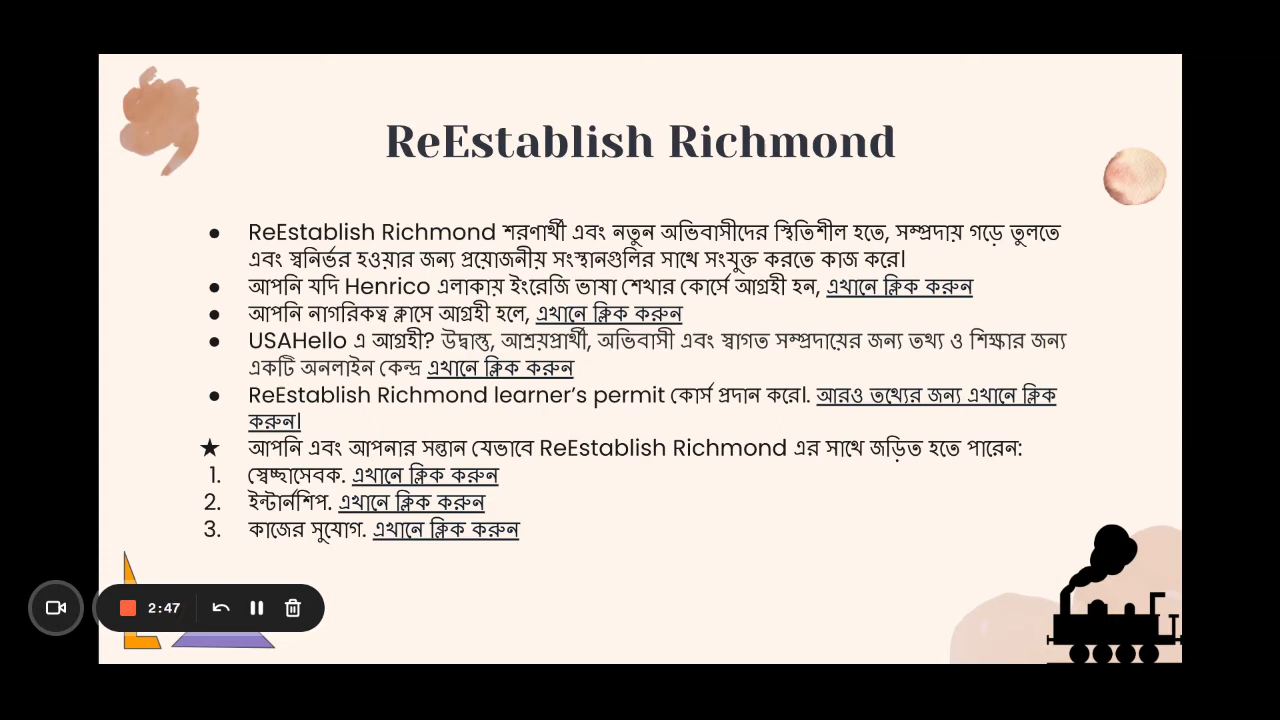 ReEstablish Richmond
● ReEstablish Richmond শরণার্থী এবং নতুন অভিবাসীদের স্থিতিশীল হতে, সম্প্রদায় গড়ে তুলতে
এবং স্বনির্ভর হওয়ার জন্য প্রয়োজনীয় সংস্থানগুলির সাথে সংযুক্ত করতে কাজ করে।
● আপনি যদি Henrico এলাকায় ইংরেজি ভাষা শেখার কোর্সে আগ্রহী হন, এখানে ক্লিক করুন
● আপনি নাগরিকত্ব ক্লাসে আগ্রহী হলে, এখানে ক্লিক করুন
● USAHello এ আগ্রহী? উদ্বাস্তু, আশ্রয়প্রার্থী, অভিবাসী এবং স্বাগত সম্প্রদায়ের জন্য তথ্য ও শিক্ষার জন্য
একটি অনলাইন কেন্দ্র এখানে ক্লিক করুন
● ReEstablish Richmond learner’s permit কোর্স প্রদান করে।. আরও তথ্যের জন্য এখানে ক্লিক
করুন।
★ আপনি এবং আপনার সন্তান যেভাবে ReEstablish Richmond এর সাথে জড়িত হতে পারেন:
1. স্বেচ্ছাসেবক. এখানে ক্লিক করুন
2. ইন্টার্নশিপ. এখানে ক্লিক করুন
3. কাজের সুযোগ. এখানে ক্লিক করুন
2:47